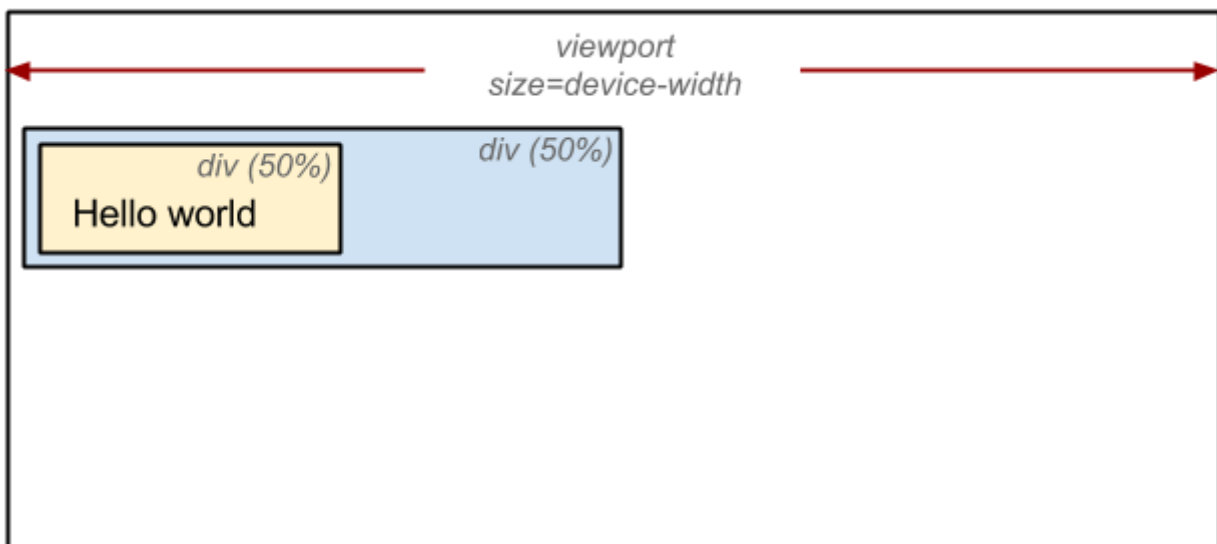 viewport
size=device-width
div (50%)
div (50%)
Hello world